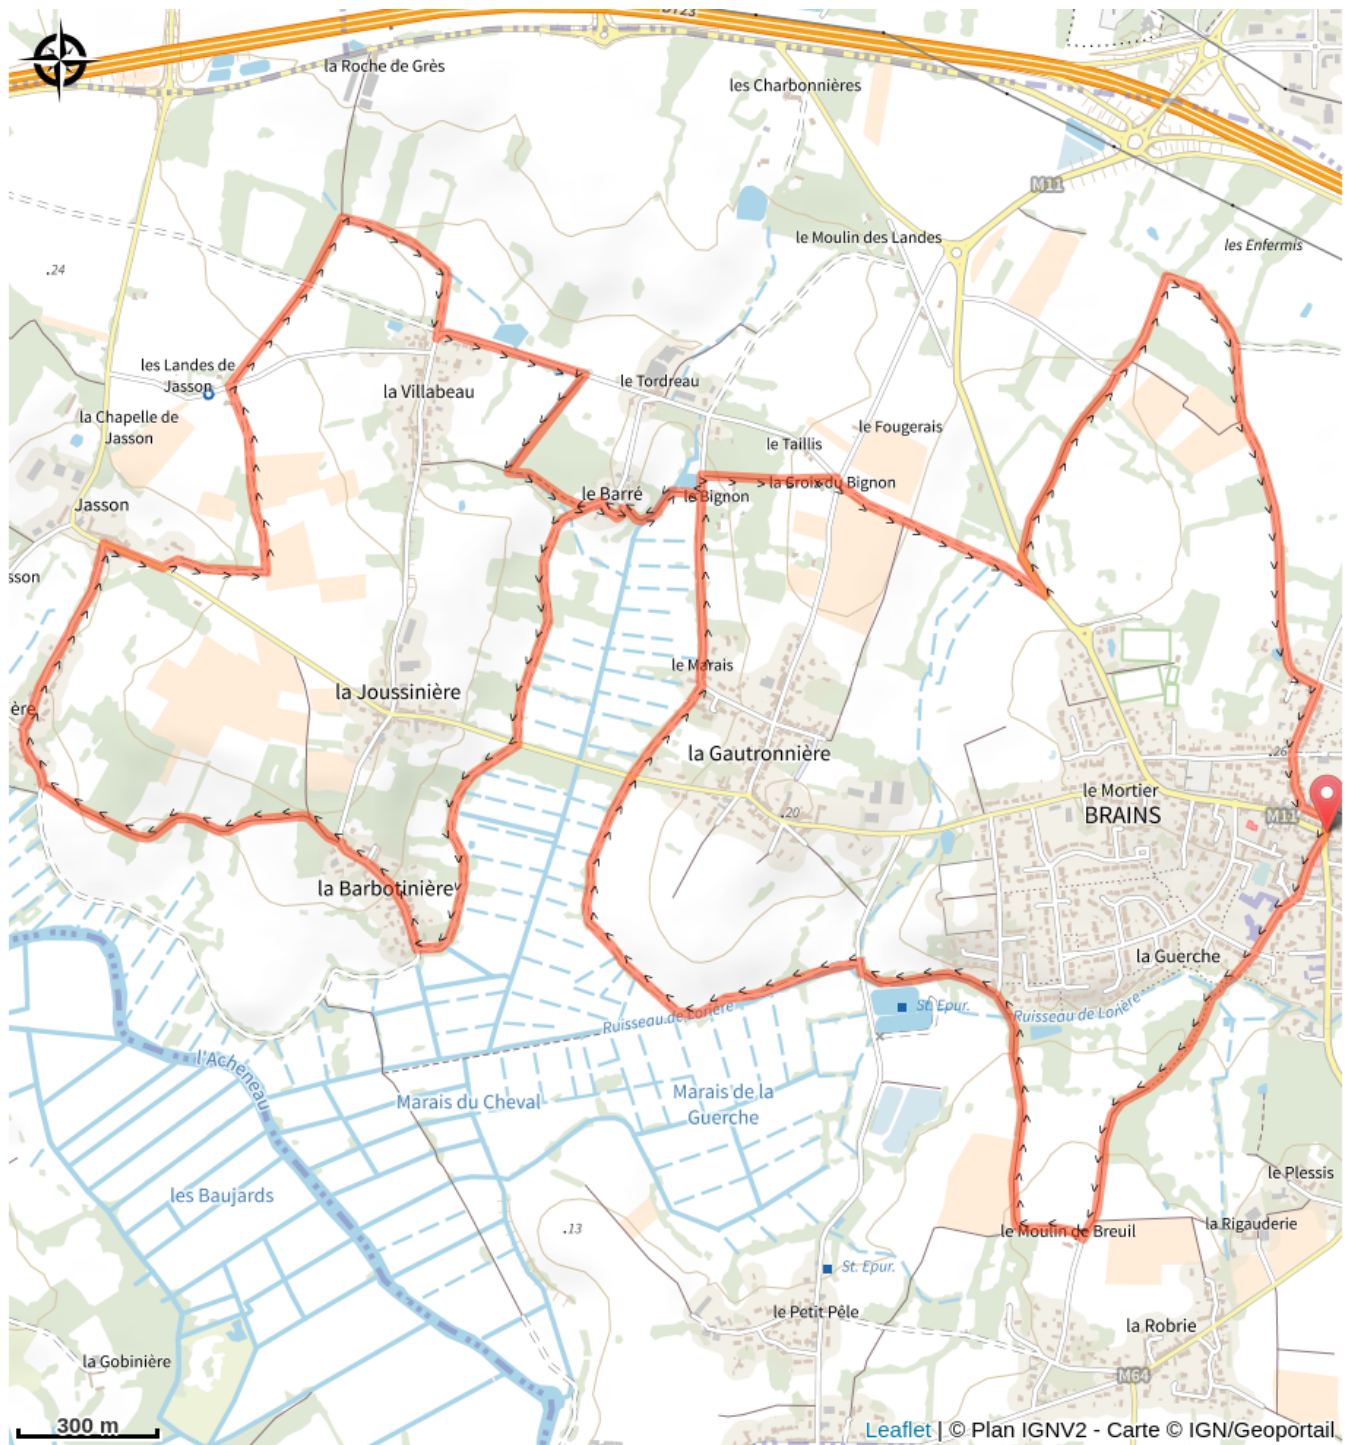 D723
la Roche de Grès
les Charbonnières
M11
le Moulin des Landes
les Enfermis
.24
les Landes de
Jasson
la Villabeau
le Tordreau
la Chapelle de
Jasson
le Taillis
le Fougerais
Jasson
le Barré
le Bignon
la Croix du Bignon
sson
le Marais
la Joussinière
ère
la Gautronnière
.26
le Mortier
BRAINS
M11
.20
la Barbotinière
la Guerche
St. Epur.
Ruisseau de Lorière
Ruisseau de Lorière
l'Acheneau
Marais du Cheval
Marais de la
Guerche
les Baujards
le Plessis
.13
le Moulin de Breuil
la Rigauderie
St. Epur.
le Petit Pêle
la Robrie
la Gobinière
M64
300 m
Leaflet | © Plan IGNV2 - Carte © IGN/Geoportail